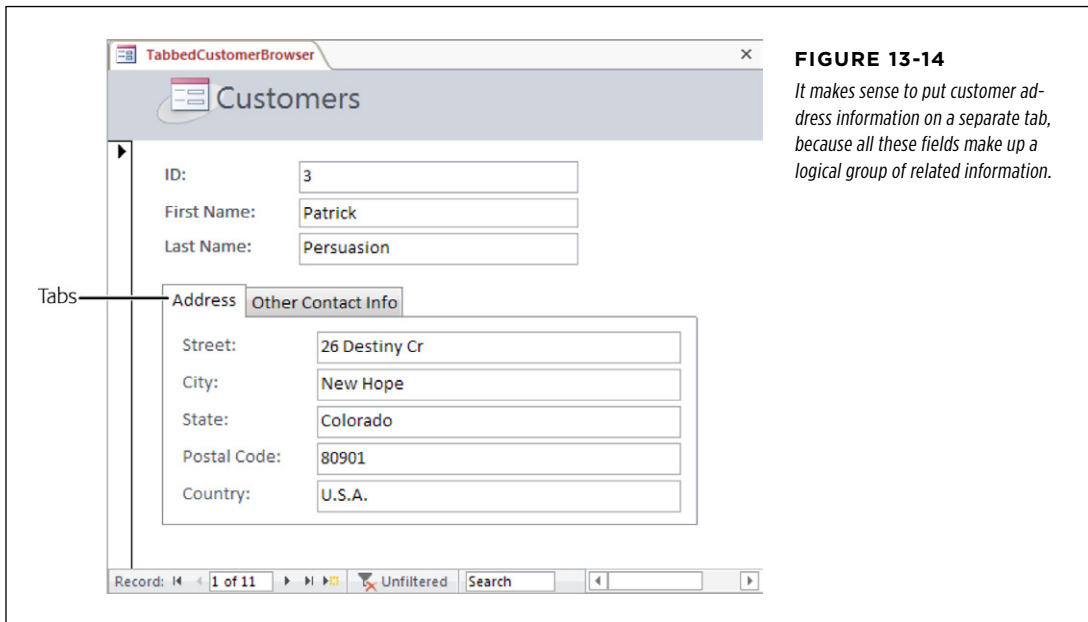 TabbedCustomerBrowser
Customers
ID: 3
First Name: Patrick
Last Name: Persuasion
Tabs
Address Other Contact Info
Street: 26 Destiny Cr
City: New Hope
State: Colorado
Postal Code: 80901
Country: U.S.A.
Record: 1 of 11 Unfiltered Search
FIGURE 13-14
It makes sense to put customer ad-
dress information on a separate tab,
because all these fields make up a
logical group of related information.